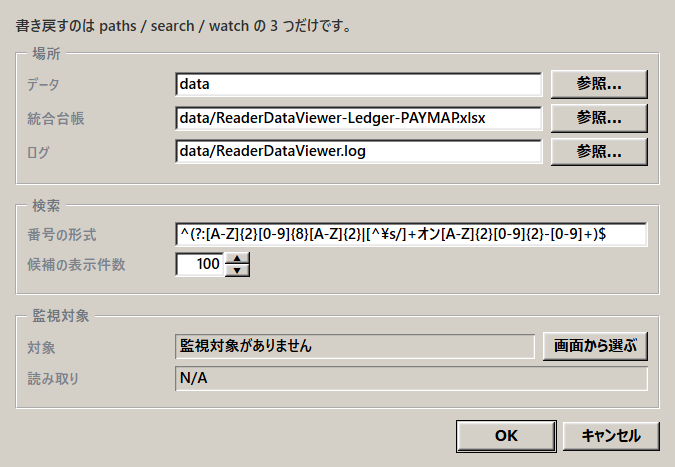 書き戻すのは paths / search / watch の 3 つだけです。
場所
データ data 参照...
統合台帳 data/ReaderDataViewer-Ledger-PAYMAP.xlsx 参照...
ログ data/ReaderDataViewer.log 参照...
検索
番号の形式 ^(?:[A-Z]{2}[0-9]{8}[A-Z]{2}|[^¥s/]+オン[A-Z]{2}[0-9]{2}-[0-9]+)$
候補の表示件数 100
監視対象
対象 監視対象がありません 画面から選ぶ
読み取り N/A
OK キャンセル